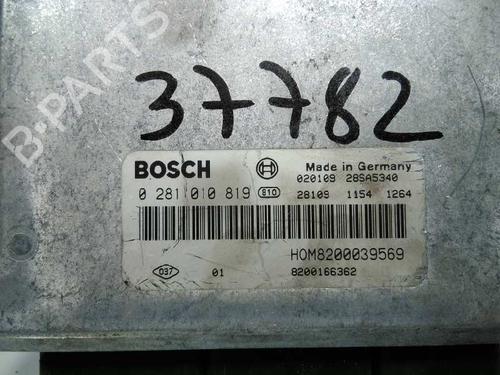 B-PARTS
37782
BOSCH Made in Germany
020109 28SA5340
0 281 010 819 810 28109 1154 1264
HOM8200039569
037 01 8200166362